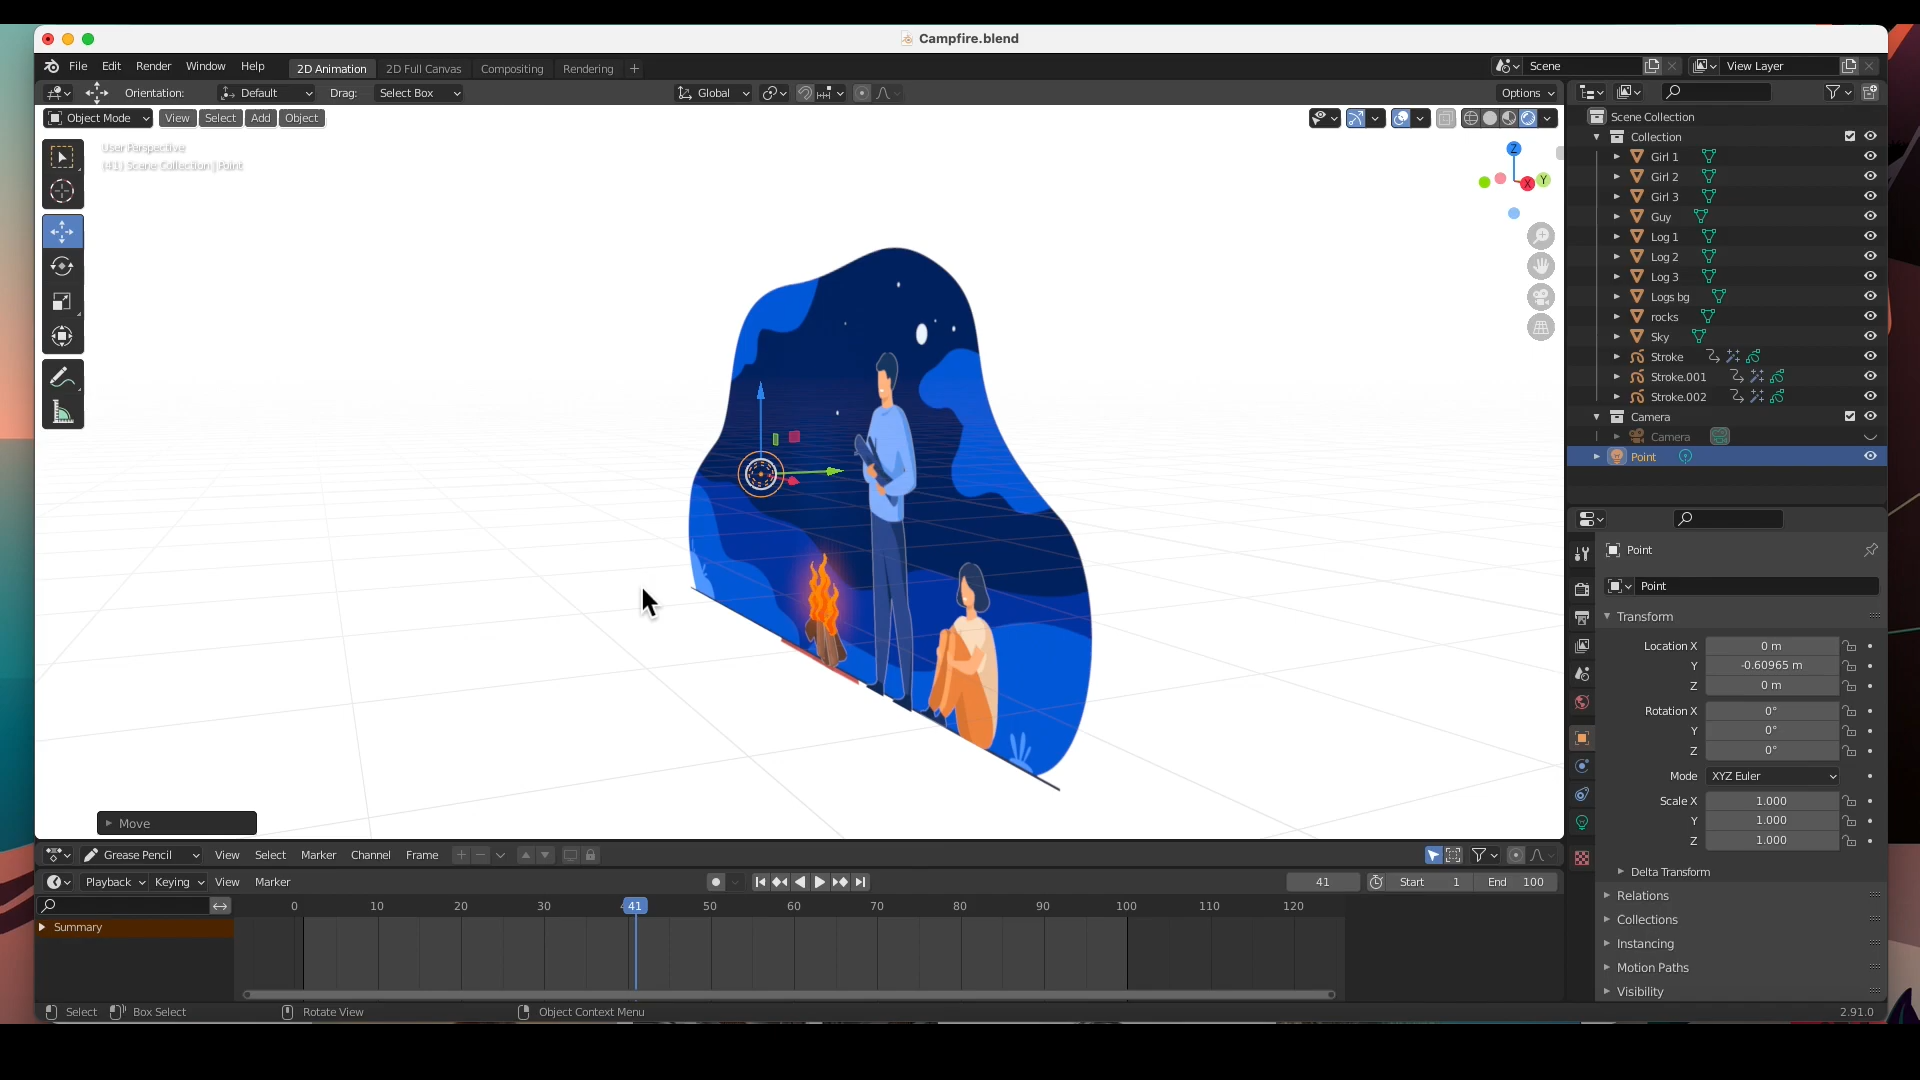 Campfire.blend
File Edit Render Window Help 2D Animation 2D Full Canvas Compositing Rendering + Scene View Layer
Orientation: Default Drag: Select Box Global Options
Object Mode View Select Add Object
User Perspective
(41) Scene Collection | Point
Z
X
Y
Move
Scene Collection
Collection
Girl 1
Girl 2
Girl 3
Guy
Log 1
Log 2
Log 3
Logs bg
rocks
Sky
Stroke
Stroke.001
Stroke.002
Camera
Camera
Point
Point
Point
Transform
Location X 0 m
Y -0.60965 m
Z 0 m
Rotation X 0°
Y 0°
Z 0°
Mode XYZ Euler
Scale X 1.000
Y 1.000
Z 1.000
Delta Transform
Relations
Collections
Instancing
Motion Paths
Visibility
Grease Pencil View Select Marker Channel Frame
Playback Keying View Marker 41 Start 1 End 100
0 10 20 30 41 50 60 70 80 90 100 110 120
Summary
Select Box Select Rotate View Object Context Menu 2.91.0